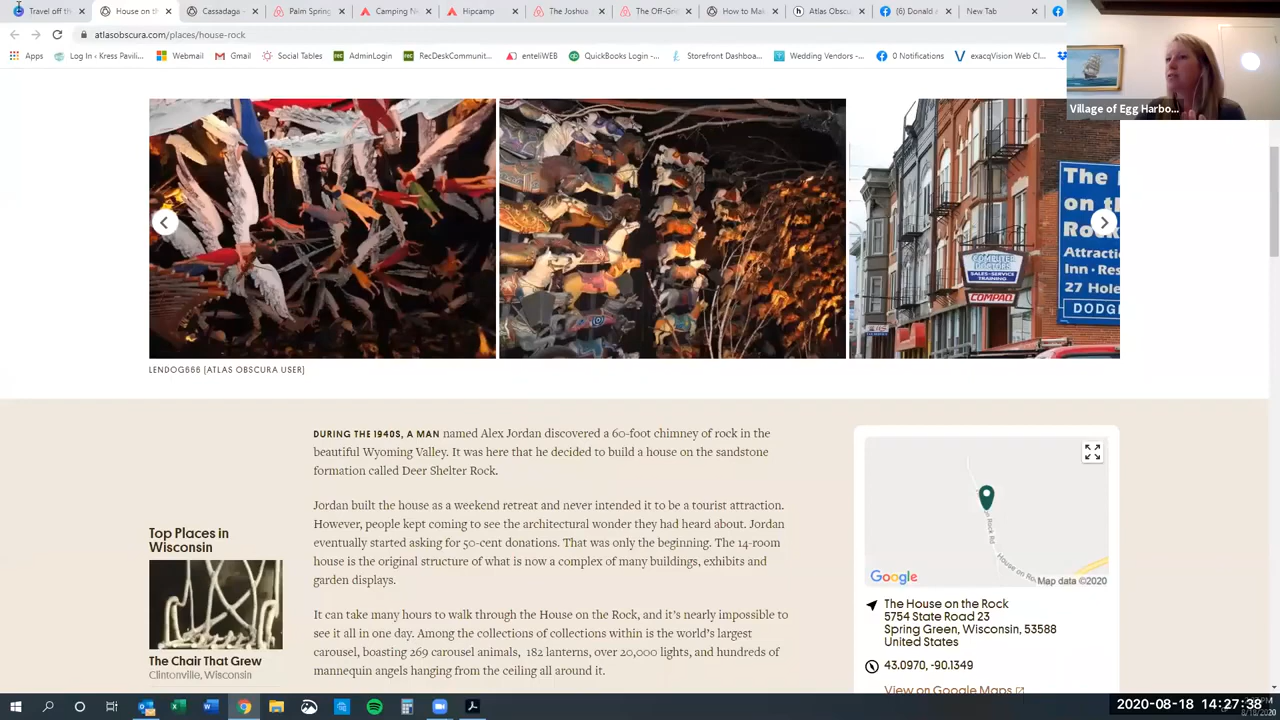 Travel off th
House on th
Cassadaga -
Palm Spring
Camping Ne
Hipcamp
The Joshua
The Off-Grid
How to Mak
Atlas Obscu
(6) Donald
New Tab
atlasobscura.com/places/house-rock
Apps
Log In ‹ Kress Pavili...
Webmail
Gmail
Social Tables
AdminLogin
RecDeskCommunit...
enteliWEB
QuickBooks Login -...
Storefront Dashboa...
Wedding Vendors -...
0 Notifications
exacqVision Web Cl...
Village of Egg Harbo...
The
on th
Rock
Attracti
Inn · Res
27 Hole
DODG
COMPUTER
SALES-SERVICE
TRAINING
COMPAQ
LENDOG666 (ATLAS OBSCURA USER)
DURING THE 1940S, A MAN named Alex Jordan discovered a 60-foot chimney of rock in the
beautiful Wyoming Valley. It was here that he decided to build a house on the sandstone
formation called Deer Shelter Rock.
Jordan built the house as a weekend retreat and never intended it to be a tourist attraction.
However, people kept coming to see the architectural wonder they had heard about. Jordan
eventually started asking for 50-cent donations. That was only the beginning. The 14-room
house is the original structure of what is now a complex of many buildings, exhibits and
garden displays.
It can take many hours to walk through the House on the Rock, and it's nearly impossible to
see it all in one day. Among the collections of collections within is the world's largest
carousel, boasting 269 carousel animals, 182 lanterns, over 20,000 lights, and hundreds of
mannequin angels hanging from the ceiling all around it.
Top Places in
Wisconsin
The Chair That Grew
Clintonville, Wisconsin
Google
Map data ©2020
The House on the Rock
5754 State Road 23
Spring Green, Wisconsin, 53588
United States
43.0970, -90.1349
View on Google Maps
2020-08-18 14:27:38